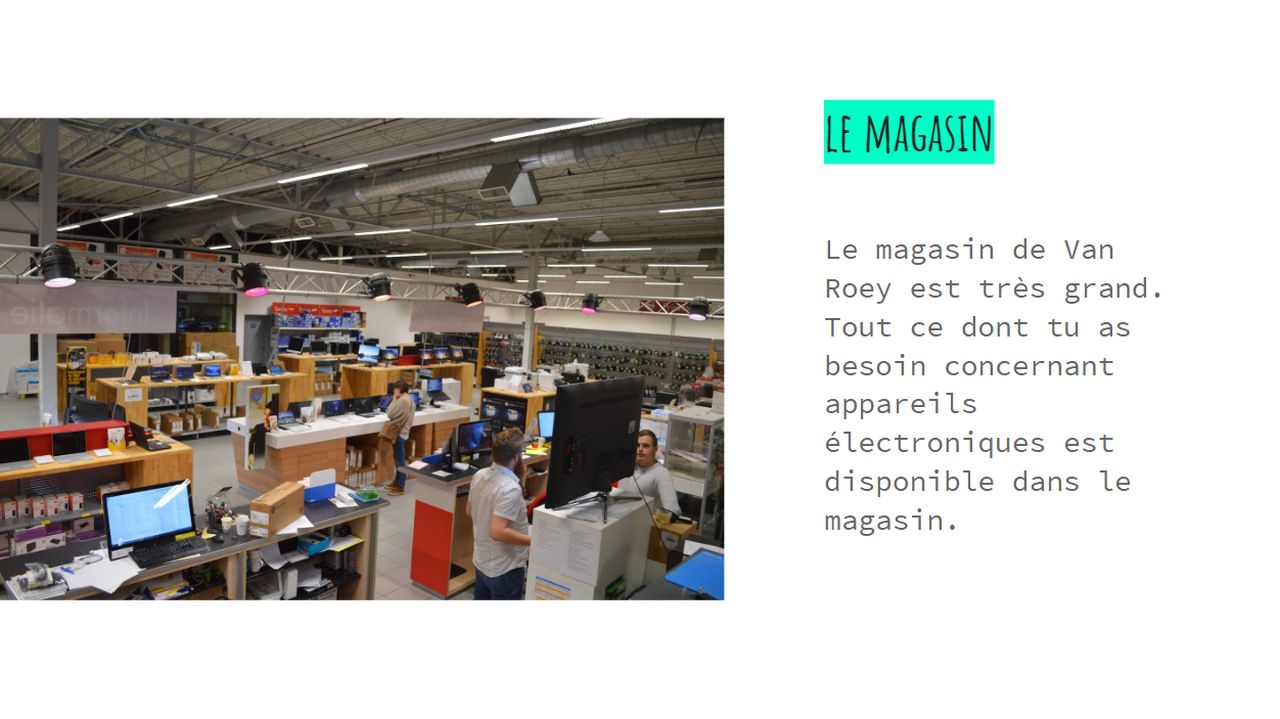 LE MAGASIN
Le magasin de Van
Roey est très grand.
Tout ce dont tu as
besoin concernant
appareils
électroniques est
disponible dans le
magasin.